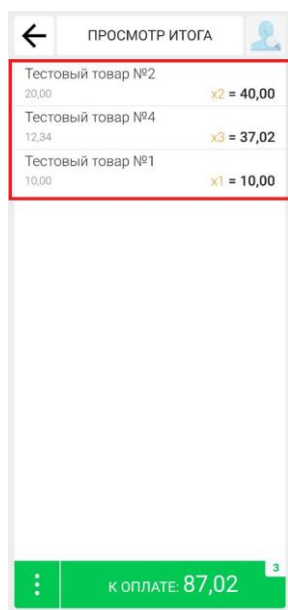 ПРОСМОТР ИТОГА
Тестовый товар №2
20,00 x2 = 40,00
Тестовый товар №4
12,34 x3 = 37,02
Тестовый товар №1
10,00 x1 = 10,00
3
К ОПЛАТЕ: 87,02